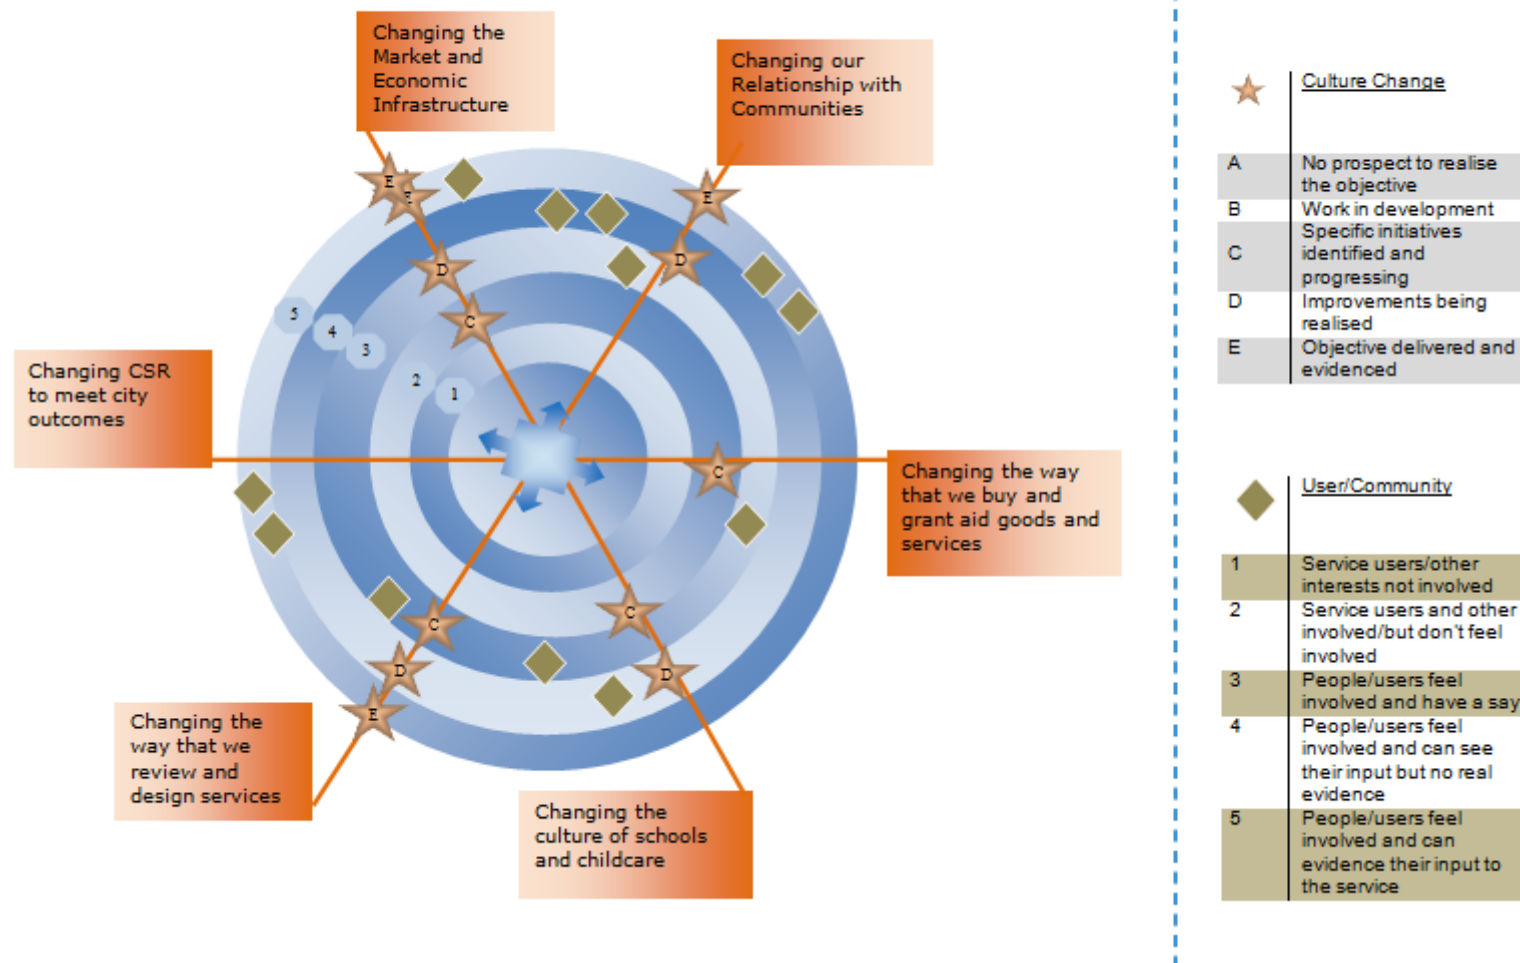 Changing the
Market and
Economic
Infrastructure
Changing our
Relationship with
Communities
E
E
E
D
D
C
5
4
3
2
1
Changing CSR
to meet city
outcomes
C
Changing the way
that we buy and
grant aid goods and
services
C
C
D
D
E
Changing the
way that we
review and
design services
Changing the
culture of schools
and childcare
Culture Change
A No prospect to realise
the objective
B Work in development
Specific initiatives
C identified and
progressing
D Improvements being
realised
E Objective delivered and
evidenced
User/Community
1 Service users/other
interests not involved
2 Service users and other
involved/but don't feel
involved
3 People/users feel
involved and have a say
4 People/users feel
involved and can see
their input but no real
evidence
5 People/users feel
involved and can
evidence their input to
the service